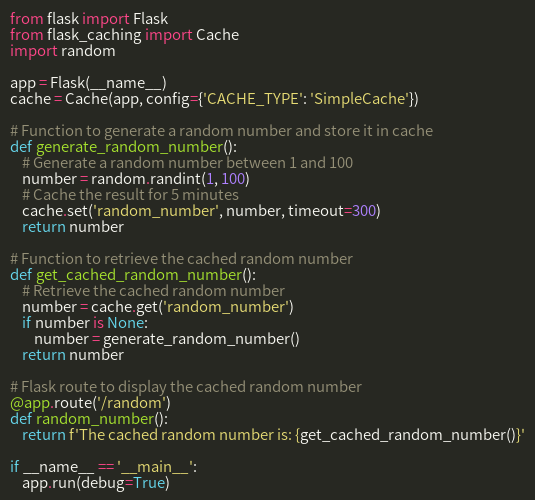 from flask import Flask
from flask_caching import Cache
import random

app = Flask(__name__)
cache = Cache(app, config={'CACHE_TYPE': 'SimpleCache'})

# Function to generate a random number and store it in cache
def generate_random_number():
    # Generate a random number between 1 and 100
    number = random.randint(1, 100)
    # Cache the result for 5 minutes
    cache.set('random_number', number, timeout=300)
    return number

# Function to retrieve the cached random number
def get_cached_random_number():
    # Retrieve the cached random number
    number = cache.get('random_number')
    if number is None:
        number = generate_random_number()
    return number

# Flask route to display the cached random number
@app.route('/random')
def random_number():
    return f'The cached random number is: {get_cached_random_number()}'

if __name__ == '__main__':
    app.run(debug=True)